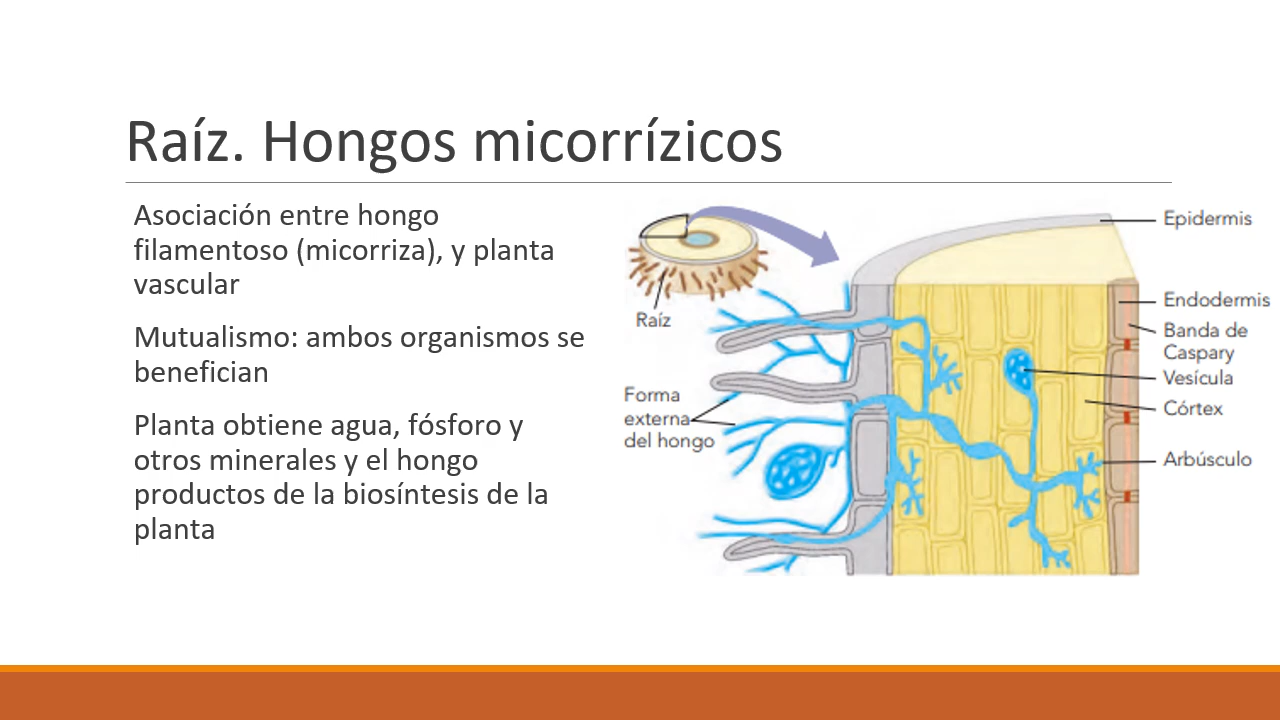 Raíz. Hongos micorrízicos
Asociación entre hongo
filamentoso (micorriza), y planta
vascular
Mutualismo: ambos organismos se
benefician
Planta obtiene agua, fósforo y
otros minerales y el hongo
productos de la biosíntesis de la
planta
Raíz
Forma
externa
del hongo
Epidermis
Endodermis
Banda de
Caspary
Vesícula
Córtex
Arbúsculo